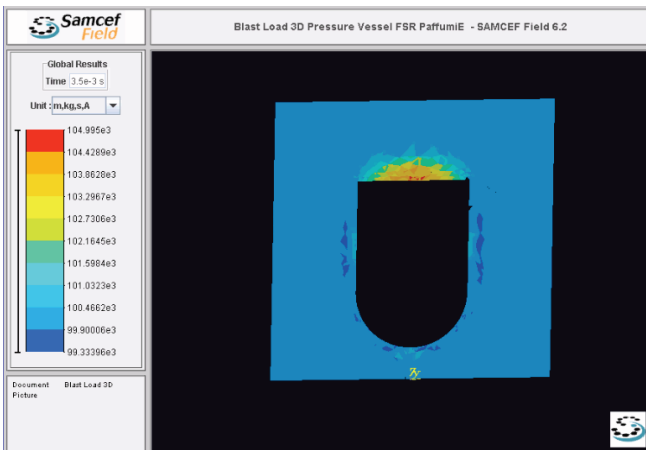 Samcef
Field
Blast Load 3D Pressure Vessel FSR PaffumiE - SAMCEF Field 6.2
Global Results
Time 3.5e-3 s
Unit : m,kg,s,A
104.995e3
104.4289e3
103.8628e3
103.2967e3
102.7306e3
102.1645e3
101.5984e3
101.0323e3
100.4662e3
99.90006e3
99.33396e3
Document Blast Load 3D
Picture